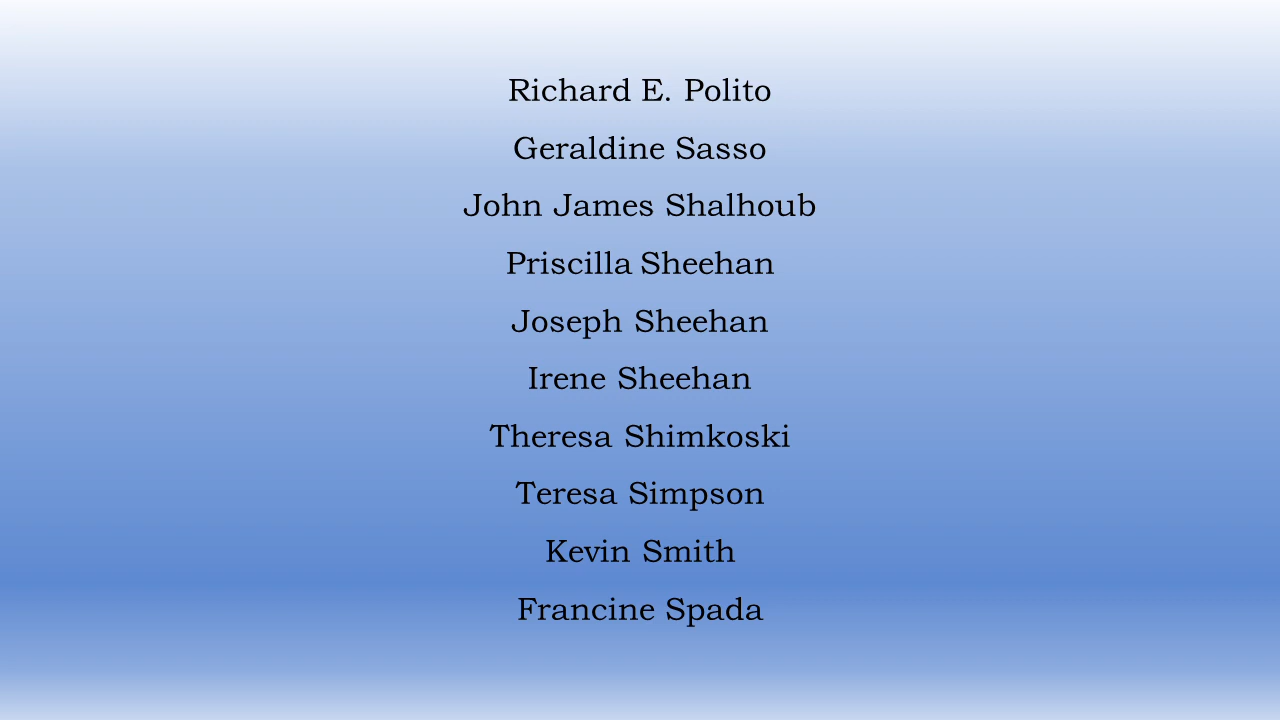 Richard E. Polito
Geraldine Sasso
John James Shalhoub
Priscilla Sheehan
Joseph Sheehan
Irene Sheehan
Theresa Shimkoski
Teresa Simpson
Kevin Smith
Francine Spada